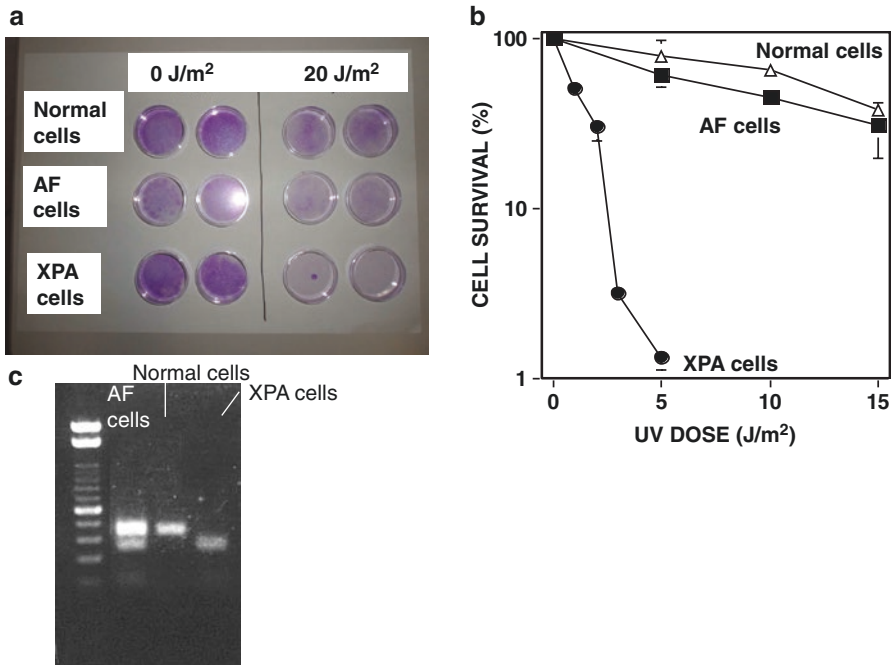 a
0 J/m²
20 J/m²
Normal
cells
AF
cells
XPA
cells
b
100
10
1
CELL SURVIVAL (%)
Normal cells
AF cells
XPA cells
0
5
10
15
UV DOSE (J/m²)
c
Normal cells
AF
cells
XPA cells